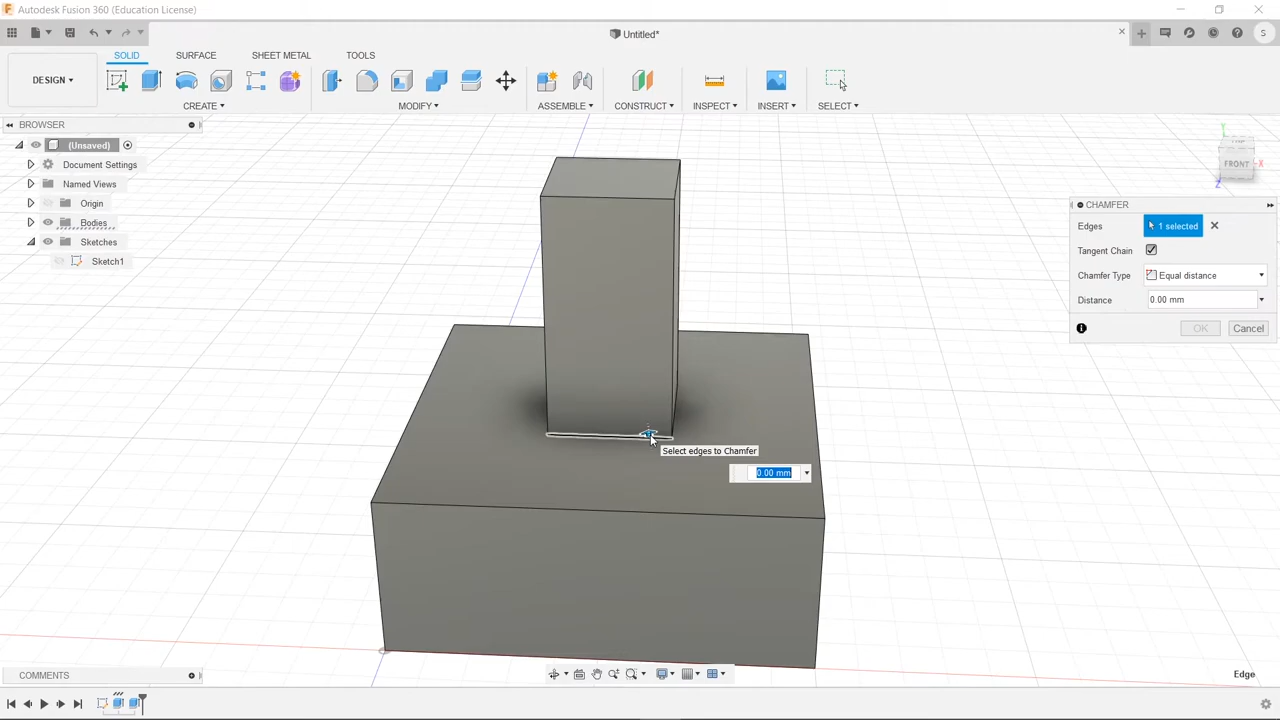 Autodesk Fusion 360 (Education License)
Untitled*
S
DESIGN
SOLID
SURFACE
SHEET METAL
TOOLS
CREATE
MODIFY
ASSEMBLE
CONSTRUCT
INSPECT
INSERT
SELECT
BROWSER
(Unsaved)
Document Settings
Named Views
Origin
Bodies
Sketches
Sketch1
Y
FRONT
X
Z
CHAMFER
Edges
1 selected
Tangent Chain
Chamfer Type
Equal distance
Distance
0.00 mm
OK
Cancel
Select edges to Chamfer
0.00 mm
COMMENTS
Edge